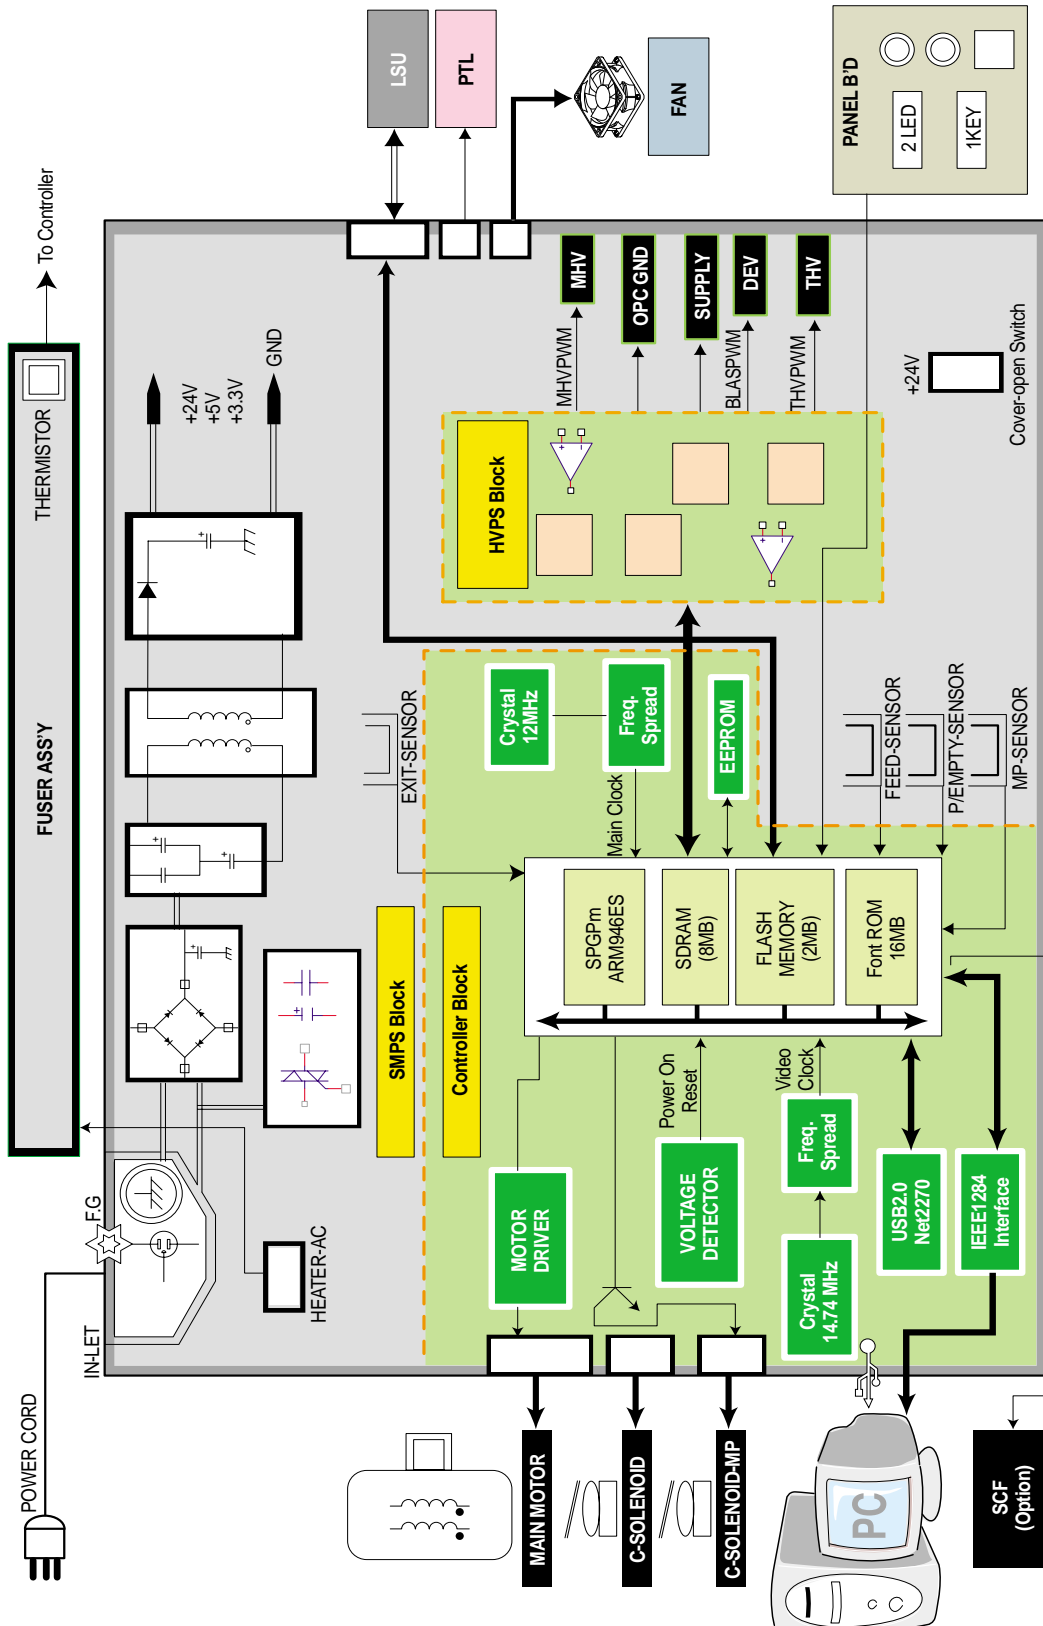 POWER CORD
IN-LET
F.G
FUSER ASS'Y
THERMISTOR
To Controller
HEATER-AC
+24V
+5V
+3.3V
GND
SMPS Block
EXIT-SENSOR
LSU
PTL
FAN
Controller Block
Crystal
12MHz
Freq.
Spread
Main Clock
EEPROM
HVPS Block
MHVPWM
MHV
OPC GND
SUPPLY
BLASPWM
DEV
THVPWM
THV
PANEL B'D
2 LED
1KEY
MOTOR
DRIVER
VOLTAGE
DETECTOR
Power On
Reset
Crystal
14.74 MHz
Freq.
Spread
Video
Clock
USB2.0
Net2270
IEEE1284
Interface
SPGPm
ARM946ES
SDRAM
(8MB)
FLASH
MEMORY
(2MB)
Font ROM
16MB
FEED-SENSOR
P/EMPTY-SENSOR
MP-SENSOR
+24V
Cover-open Switch
MAIN MOTOR
C-SOLENOID
C-SOLENOID-MP
PC
SCF
(Option)